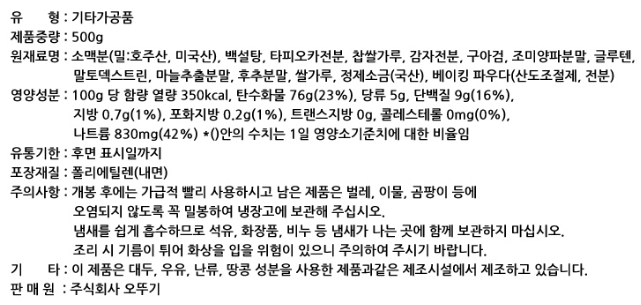 유 형 : 기타가공품
제품중량 : 500g
원재료명 : 소맥분(밀:호주산, 미국산), 백설탕, 타피오카전분, 찹쌀가루, 감자전분, 구아검, 조미양파분말, 글루텐,
말토덱스트린, 마늘추출분말, 후추분말, 쌀가루, 정제소금(국산), 베이킹 파우다(산도조절제, 전분)
영양성분 : 100g 당 함량 열량 350kcal, 탄수화물 76g(23%), 당류 5g, 단백질 9g(16%),
지방 0.7g(1%), 포화지방 0.2g(1%), 트랜스지방 0g, 콜레스테롤 0mg(0%),
나트륨 830mg(42%) *()안의 수치는 1일 영양소기준치에 대한 비율임
유통기한 : 후면 표시일까지
포장재질 : 폴리에틸렌(내면)
주의사항 : 개봉 후에는 가급적 빨리 사용하시고 남은 제품은 벌레, 이물, 곰팡이 등에
오염되지 않도록 꼭 밀봉하여 냉장고에 보관해 주십시오.
냄새를 쉽게 흡수하므로 석유, 화장품, 비누 등 냄새가 나는 곳에 함께 보관하지 마십시오.
조리 시 기름이 튀어 화상을 입을 위험이 있으니 주의하여 주시기 바랍니다.
기 타 : 이 제품은 대두, 우유, 난류, 땅콩 성분을 사용한 제품과같은 제조시설에서 제조하고 있습니다.
판 매 원 : 주식회사 오뚜기